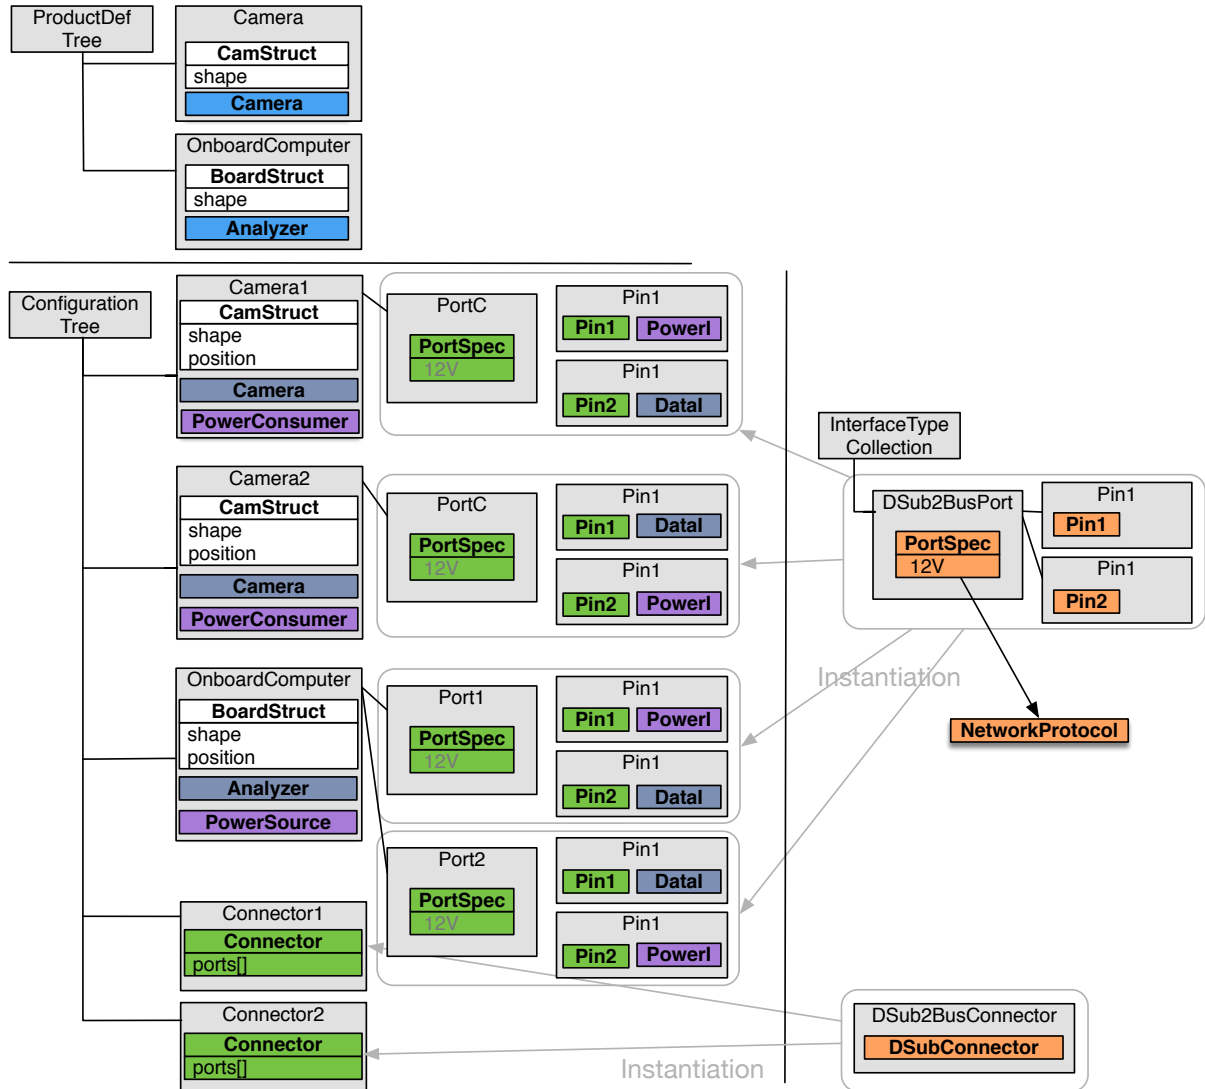 ProductDef
Tree
Camera
CamStruct
shape
Camera
OnboardComputer
BoardStruct
shape
Analyzer
Configuration
Tree
Camera1
CamStruct
shape
position
Camera
PowerConsumer
PortC
PortSpec
12V
Pin1
Pin1 PowerI
Pin1
Pin2 DataI
Camera2
CamStruct
shape
position
Camera
PowerConsumer
PortC
PortSpec
12V
Pin1
Pin1 DataI
Pin1
Pin2 PowerI
OnboardComputer
BoardStruct
shape
position
Analyzer
PowerSource
Port1
PortSpec
12V
Pin1
Pin1 PowerI
Pin1
Pin2 DataI
Port2
PortSpec
12V
Pin1
Pin1 DataI
Pin1
Pin2 PowerI
Connector1
Connector
ports[]
Connector2
Connector
ports[]
InterfaceType
Collection
DSub2BusPort
PortSpec
12V
Pin1
Pin1
Pin1
Pin2
Instantiation
NetworkProtocol
DSub2BusConnector
DSubConnector
Instantiation